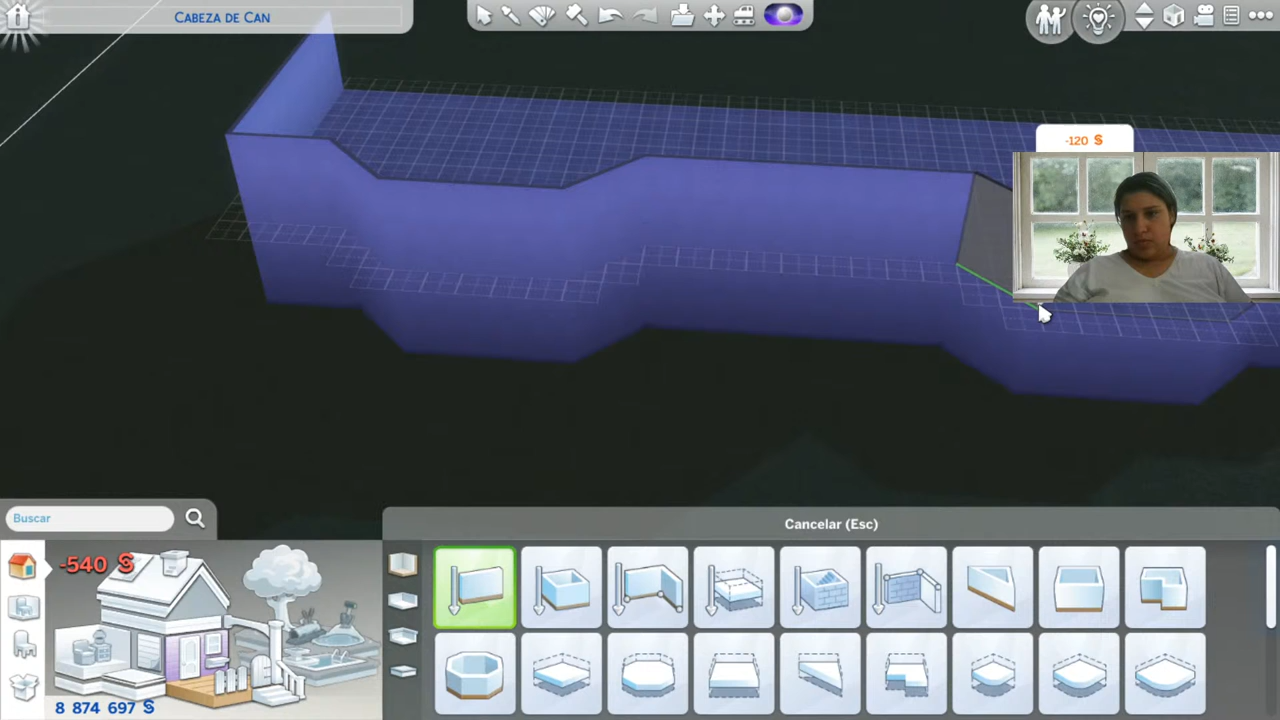 Cabeza de Can
-120 $
Buscar
Cancelar (Esc)
-540 $
8 874 697 $